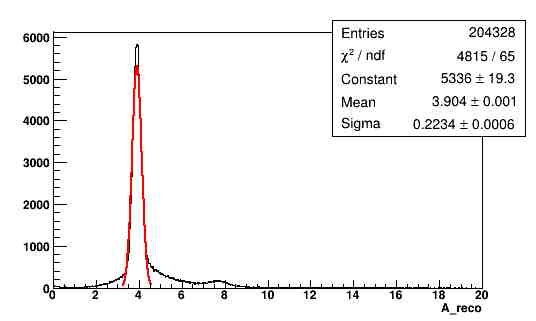 Entries 204328
χ² / ndf 4815 / 65
Constant 5336 ± 19.3
Mean 3.904 ± 0.001
Sigma 0.2234 ± 0.0006
6000
5000
4000
3000
2000
1000
0
0 2 4 6 8 10 12 14 16 18 20
A_reco